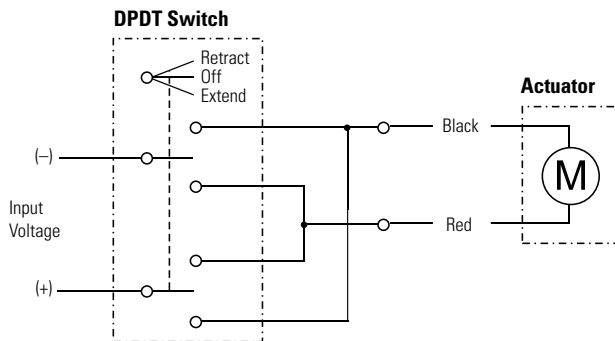 DPDT Switch
Retract
Off
Extend
Actuator
(–)
Black
M
Input
Voltage
Red
(+)